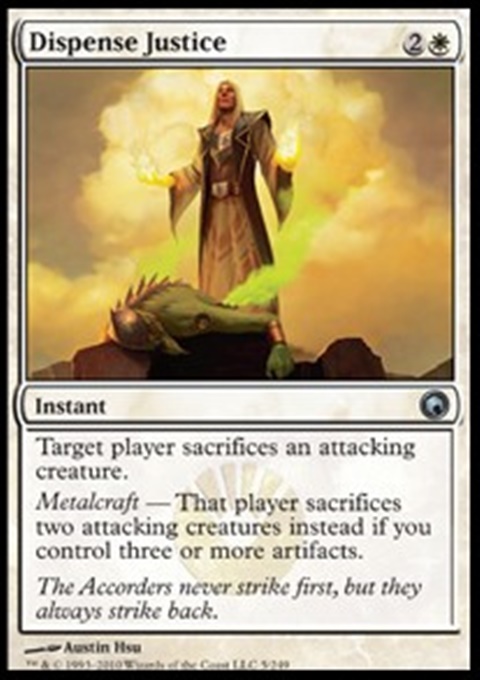 Dispense Justice 2
Instant
Target player sacrifices an attacking
creature.
Metalcraft — That player sacrifices
two attacking creatures instead if you
control three or more artifacts.
The Accorders never strike first, but they
always strike back.
Austin Hsu
™ & © 1993-2010 Wizards of the Coast LLC 5/249